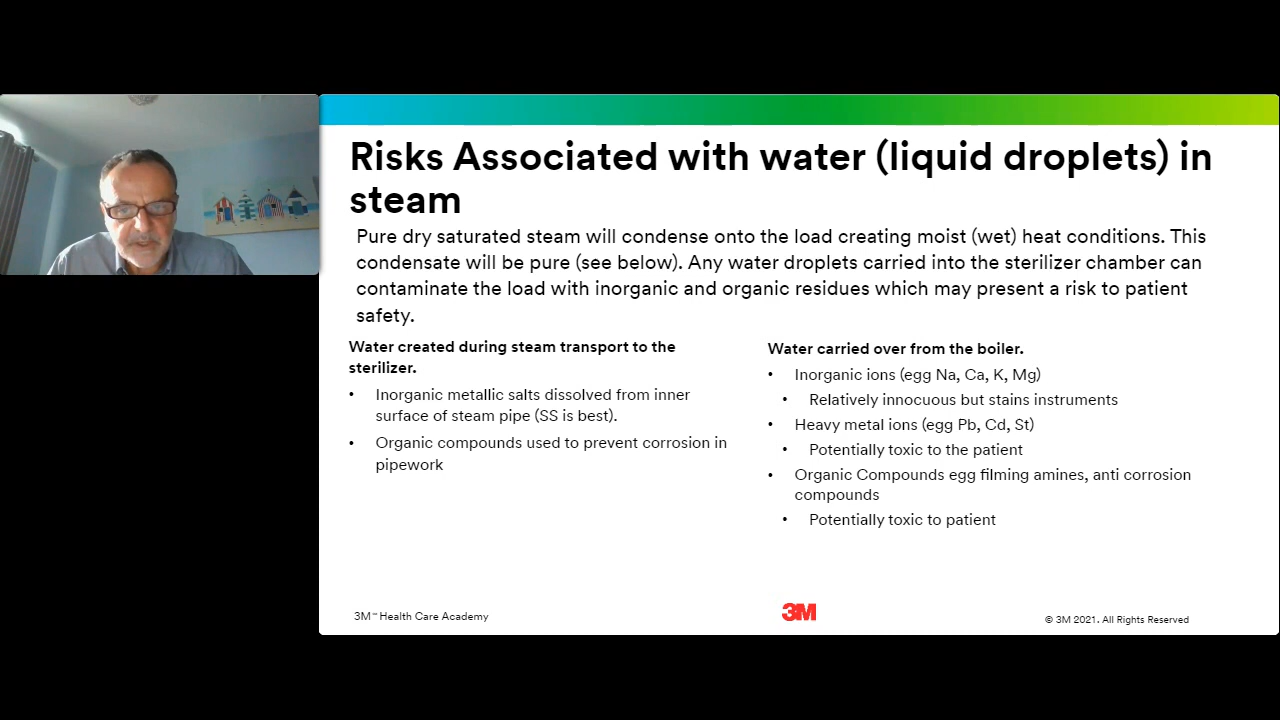 Risks Associated with water (liquid droplets) in
steam
Pure dry saturated steam will condense onto the load creating moist (wet) heat conditions. This
condensate will be pure (see below). Any water droplets carried into the sterilizer chamber can
contaminate the load with inorganic and organic residues which may present a risk to patient
safety.
Water created during steam transport to the
sterilizer.
• Inorganic metallic salts dissolved from inner
surface of steam pipe (SS is best).
• Organic compounds used to prevent corrosion in
pipework
Water carried over from the boiler.
• Inorganic ions (egg Na, Ca, K, Mg)
• Relatively innocuous but stains instruments
• Heavy metal ions (egg Pb, Cd, St)
• Potentially toxic to the patient
• Organic Compounds egg filming amines, anti corrosion
compounds
• Potentially toxic to patient
3M™ Health Care Academy
3M
© 3M 2021. All Rights Reserved